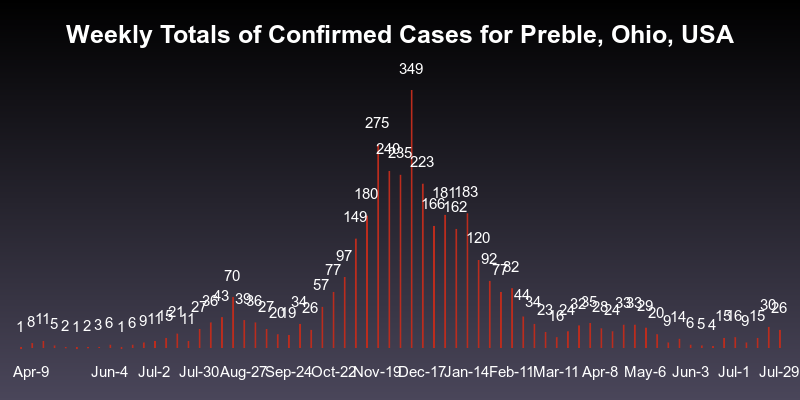 Weekly Totals of Confirmed Cases for Preble, Ohio, USA
349
275
240 235
223
180 181 183
166 162
149
120
97 92
77 77 82
70
57
43 44
36 39 36 34 34 32 35 33 33 30
27 27 26 28 29 26
21 20 19 23 24 24 20
8 11 9 11 15 11 16 9 14 15 16 9 15
1 5 2 1 2 3 6 1 6 6 5 4
Apr-9 Jun-4 Jul-2 Jul-30 Aug-27 Sep-24 Oct-22 Nov-19 Dec-17 Jan-14 Feb-11 Mar-11 Apr-8 May-6 Jun-3 Jul-1 Jul-29